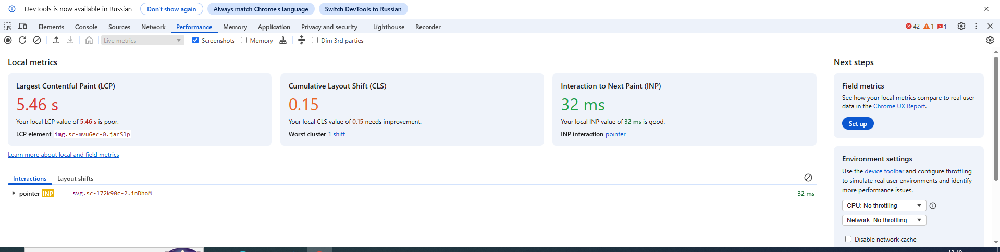 DevTools is now available in Russian Don't show again Always match Chrome's language Switch DevTools to Russian
Elements Console Sources Network Performance Memory Application Privacy and security Lighthouse Recorder 42 1 1
Live metrics Screenshots Memory Dim 3rd parties
Local metrics
Largest Contentful Paint (LCP)
5.46 s
Your local LCP value of 5.46 s is poor.
LCP element img.sc-mvu6ec-0.jarSlp
Cumulative Layout Shift (CLS)
0.15
Your local CLS value of 0.15 needs improvement.
Worst cluster 1 shift
Interaction to Next Paint (INP)
32 ms
Your local INP value of 32 ms is good.
INP interaction pointer
Learn more about local and field metrics
Interactions Layout shifts
pointer INP svg.sc-172k90c-2.inDhoM 32 ms
Next steps
Field metrics
See how your local metrics compare to real user
data in the Chrome UX Report.
Set up
Environment settings
Use the device toolbar and configure throttling
to simulate real user environments and identify
more performance issues.
CPU: No throttling
Network: No throttling
Disable network cache